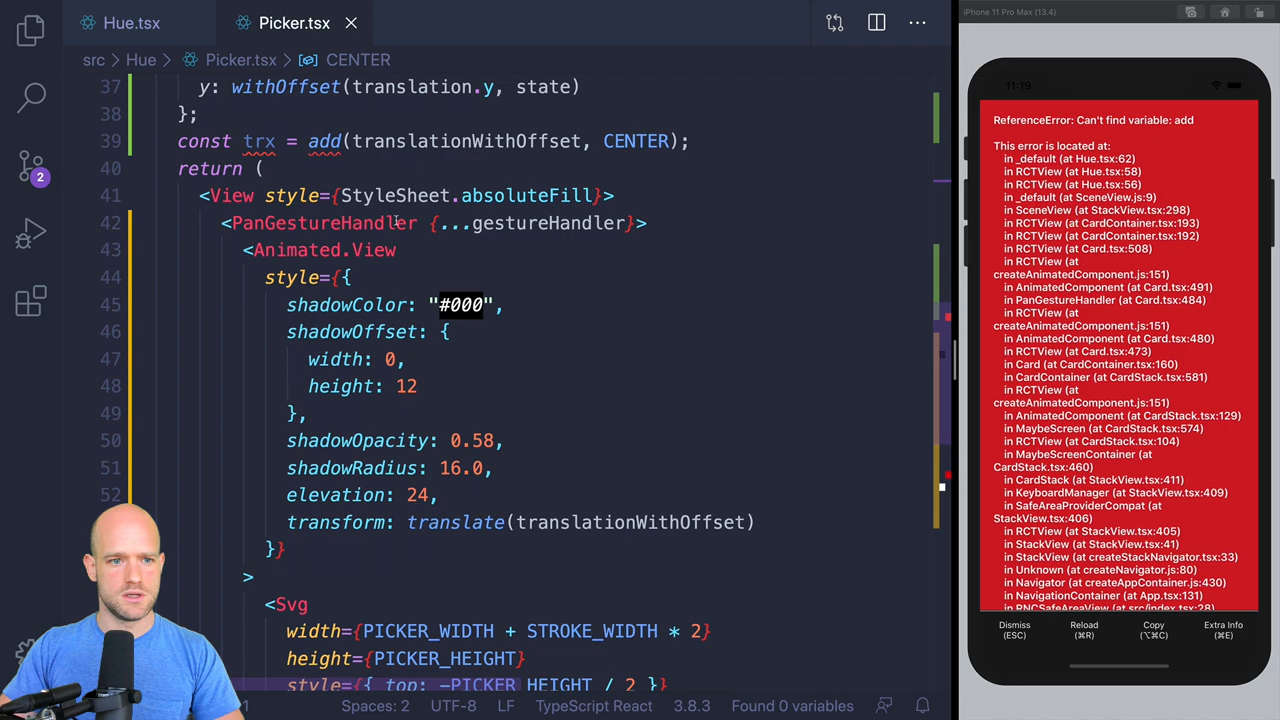 Hue.tsx
Picker.tsx
src > Hue > Picker.tsx > CENTER
37 y: withOffset(translation.y, state)
38 };
39 const trx = add(translationWithOffset, CENTER);
40 return (
41 <View style={StyleSheet.absoluteFill}>
42 <PanGestureHandler {...gestureHandler}>
43 <Animated.View
44 style={{
45 shadowColor: "#000",
46 shadowOffset: {
47 width: 0,
48 height: 12
49 },
50 shadowOpacity: 0.58,
51 shadowRadius: 16.0,
52 elevation: 24,
transform: translate(translationWithOffset)
}}
>
<Svg
width={PICKER_WIDTH + STROKE_WIDTH * 2}
height={PICKER_HEIGHT}
style={{ top: -PICKER_HEIGHT / 2 }}
2
Spaces: 2 UTF-8 LF TypeScript React 3.8.3 Found 0 variables
iPhone 11 Pro Max (13.4)
11:19
ReferenceError: Can't find variable: add
This error is located at:
in _default (at Hue.tsx:62)
in RCTView (at Hue.tsx:58)
in RCTView (at Hue.tsx:56)
in _default (at SceneView.js:9)
in SceneView (at StackView.tsx:298)
in RCTView (at CardContainer.tsx:193)
in RCTView (at CardContainer.tsx:192)
in RCTView (at Card.tsx:508)
in RCTView (at
createAnimatedComponent.js:151)
in AnimatedComponent (at Card.tsx:491)
in PanGestureHandler (at Card.tsx:484)
in RCTView (at
createAnimatedComponent.js:151)
in AnimatedComponent (at Card.tsx:480)
in RCTView (at Card.tsx:473)
in Card (at CardContainer.tsx:160)
in CardContainer (at CardStack.tsx:581)
in RCTView (at
createAnimatedComponent.js:151)
in AnimatedComponent (at CardStack.tsx:129)
in MaybeScreen (at CardStack.tsx:574)
in RCTView (at CardStack.tsx:104)
in MaybeScreenContainer (at
CardStack.tsx:460)
in CardStack (at StackView.tsx:411)
in KeyboardManager (at StackView.tsx:409)
in SafeAreaProviderCompat (at
StackView.tsx:406)
in RCTView (at StackView.tsx:405)
in StackView (at StackView.tsx:41)
in StackView (at createStackNavigator.tsx:33)
in Unknown (at createNavigator.js:80)
in Navigator (at createAppContainer.js:430)
in NavigationContainer (at App.tsx:131)
in RNCSafeAreaView (at src/index.tsx:28)
Dismiss (ESC)
Reload (⌘R)
Copy (⌥⌘C)
Extra Info (⌘E)